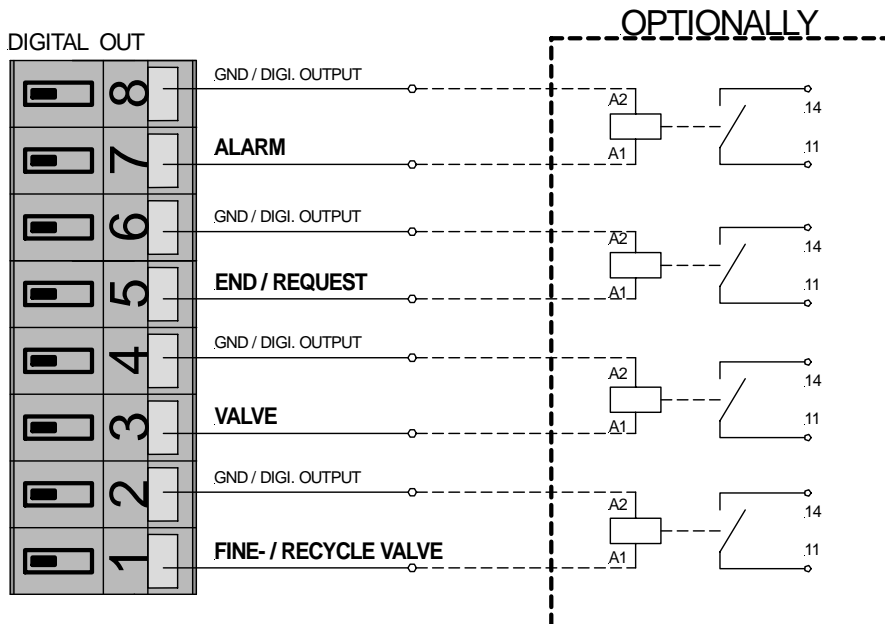 OPTIONALLY
DIGITAL OUT
8 GND / DIGI. OUTPUT A2 14
7 ALARM A1 11
6 GND / DIGI. OUTPUT A2 14
5 END / REQUEST A1 11
4 GND / DIGI. OUTPUT A2 14
3 VALVE A1 11
2 GND / DIGI. OUTPUT A2 14
1 FINE- / RECYCLE VALVE A1 11